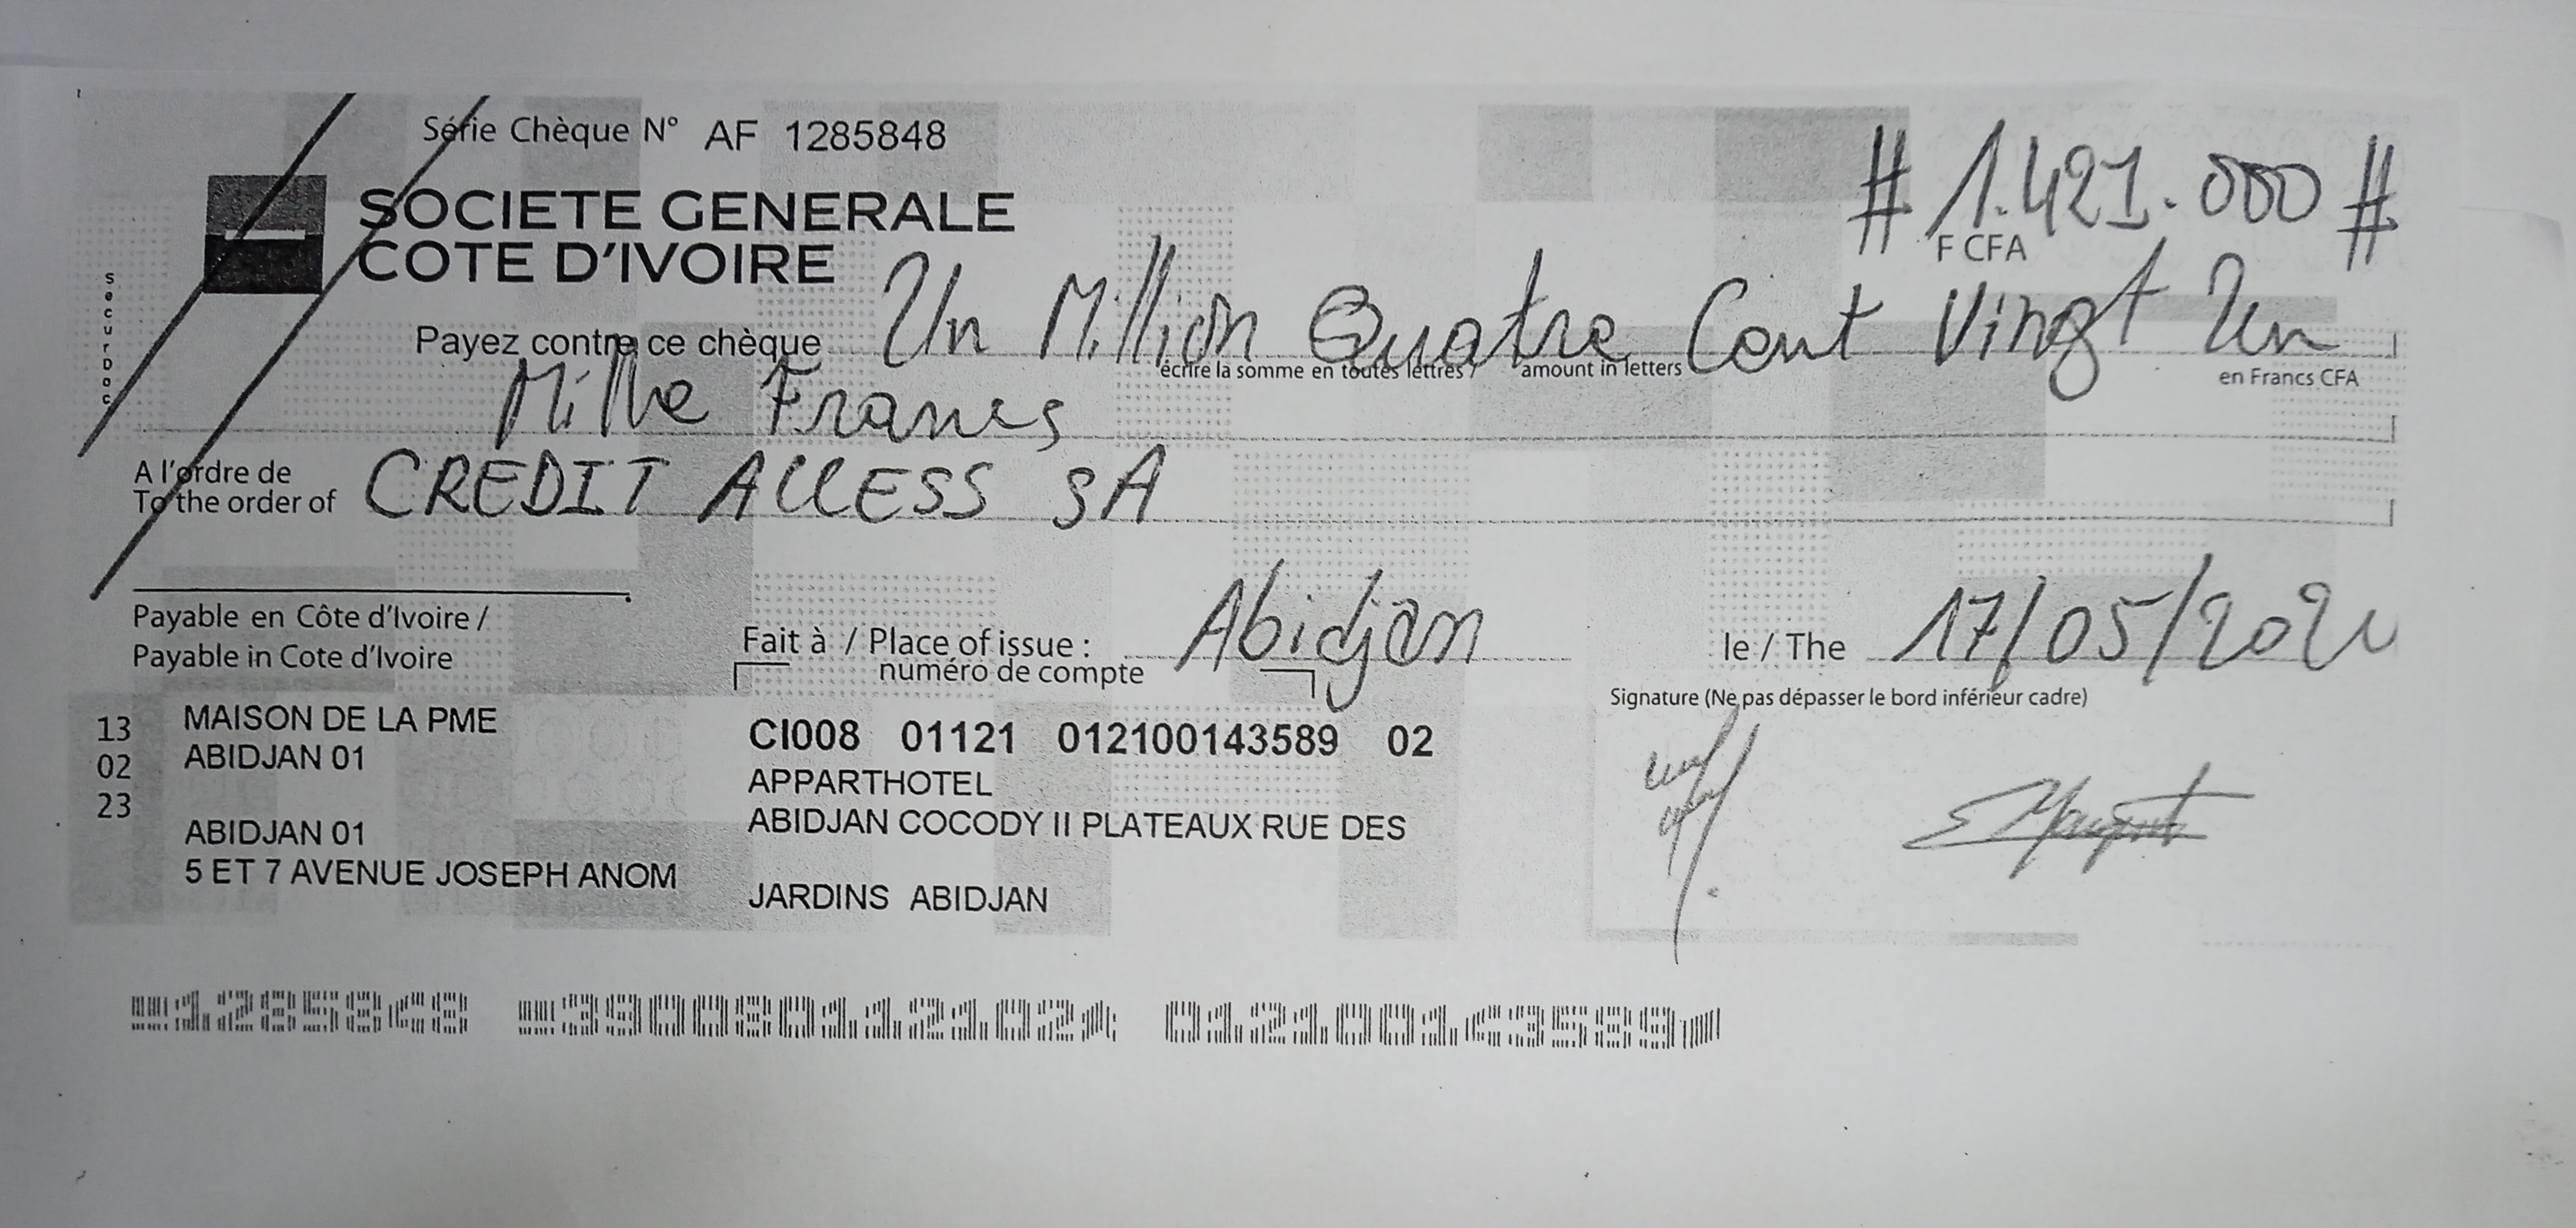 Série Chèque N° AF 1285848
# 1.421.000 #
F CFA
SOCIETE GENERALE
COTE D'IVOIRE
securDoc
Payez contre ce chèque Un Million Quatre Cent Vingt Un
écrire la somme en toutes lettres / amount in letters
en Francs CFA
Mille Francs
A l'ordre de
To the order of
CREDIT ACCESS SA
Payable en Côte d'Ivoire /
Payable in Cote d'Ivoire
Fait à / Place of issue : Abidjan
le / The 17/05/202
numéro de compte
Signature (Ne pas dépasser le bord inférieur cadre)
13
02
23
MAISON DE LA PME
ABIDJAN 01
ABIDJAN 01
5 ET 7 AVENUE JOSEPH ANOM
CI008 01121 012100143589 02
APPARTHOTEL
ABIDJAN COCODY II PLATEAUX RUE DES
JARDINS ABIDJAN
1285848 390080112102 012100143589